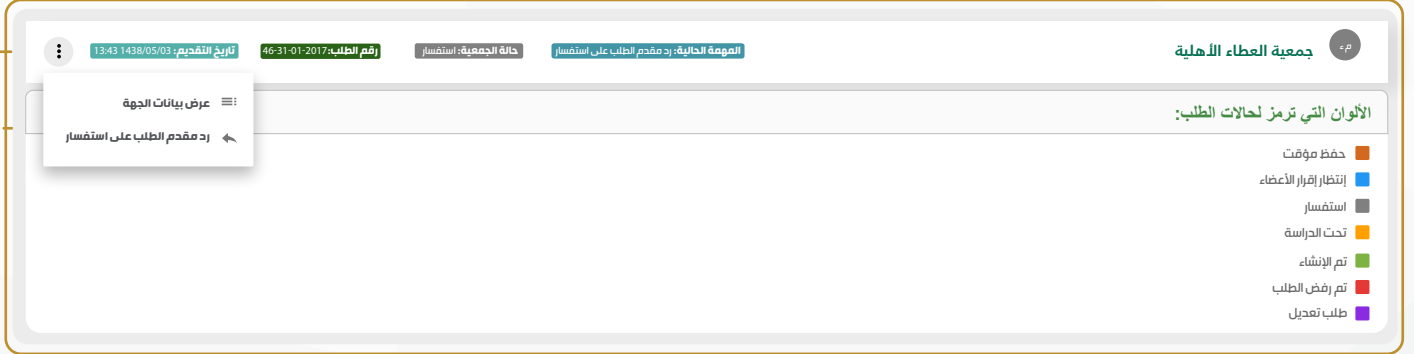 م ء
جمعية العطاء الأهلية
المهمة الحالية: رد مقدم الطلب على استفسار
حالة الجمعية: استفسار
رقم الطلب: 2017-01-31-46
تاريخ التقديم: 1438/05/03 13:43
عرض بيانات الجهة
رد مقدم الطلب على استفسار
الألوان التي ترمز لحالات الطلب:
حفظ مؤقت
إنتظار إقرار الأعضاء
استفسار
تحت الدراسة
تم الإنشاء
تم رفض الطلب
طلب تعديل